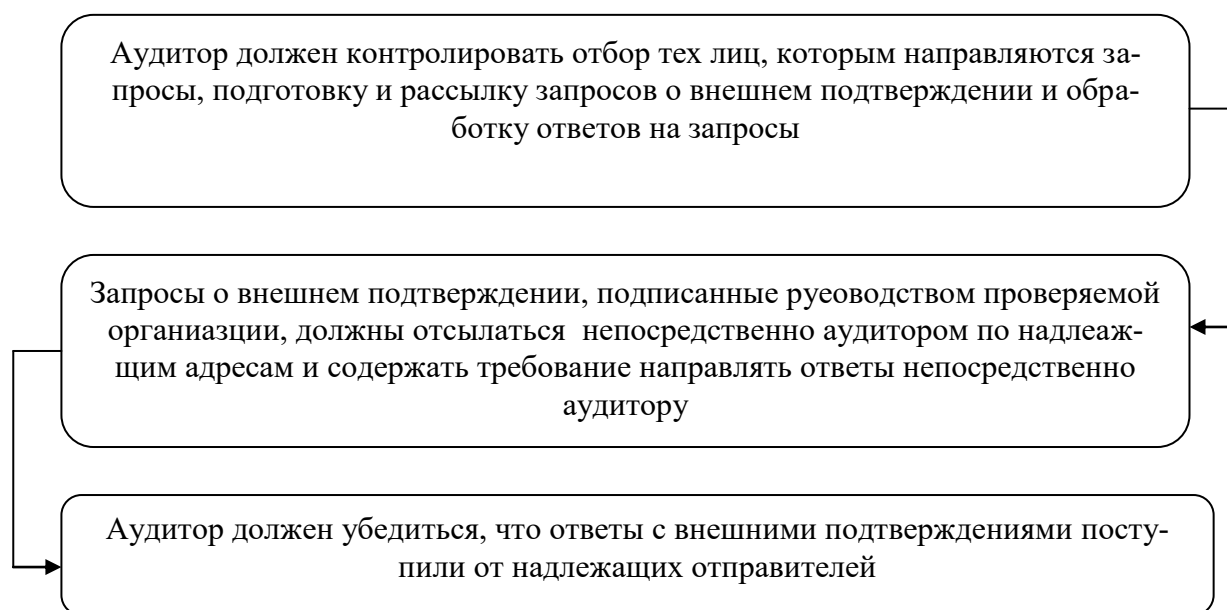 Аудитор должен контролировать отбор тех лиц, которым направляются за-
просы, подготовку и рассылку запросов о внешнем подтверждении и обра-
ботку ответов на запросы
Запросы о внешнем подтверждении, подписанные руеоводством проверяемой
органиазции, должны отсылаться  непосредственно аудитором по надлеаж-
щим адресам и содержать требование направлять ответы непосредственно
аудитору
Аудитор должен убедиться, что ответы с внешними подтверждениями посту-
пили от надлежащих отправителей